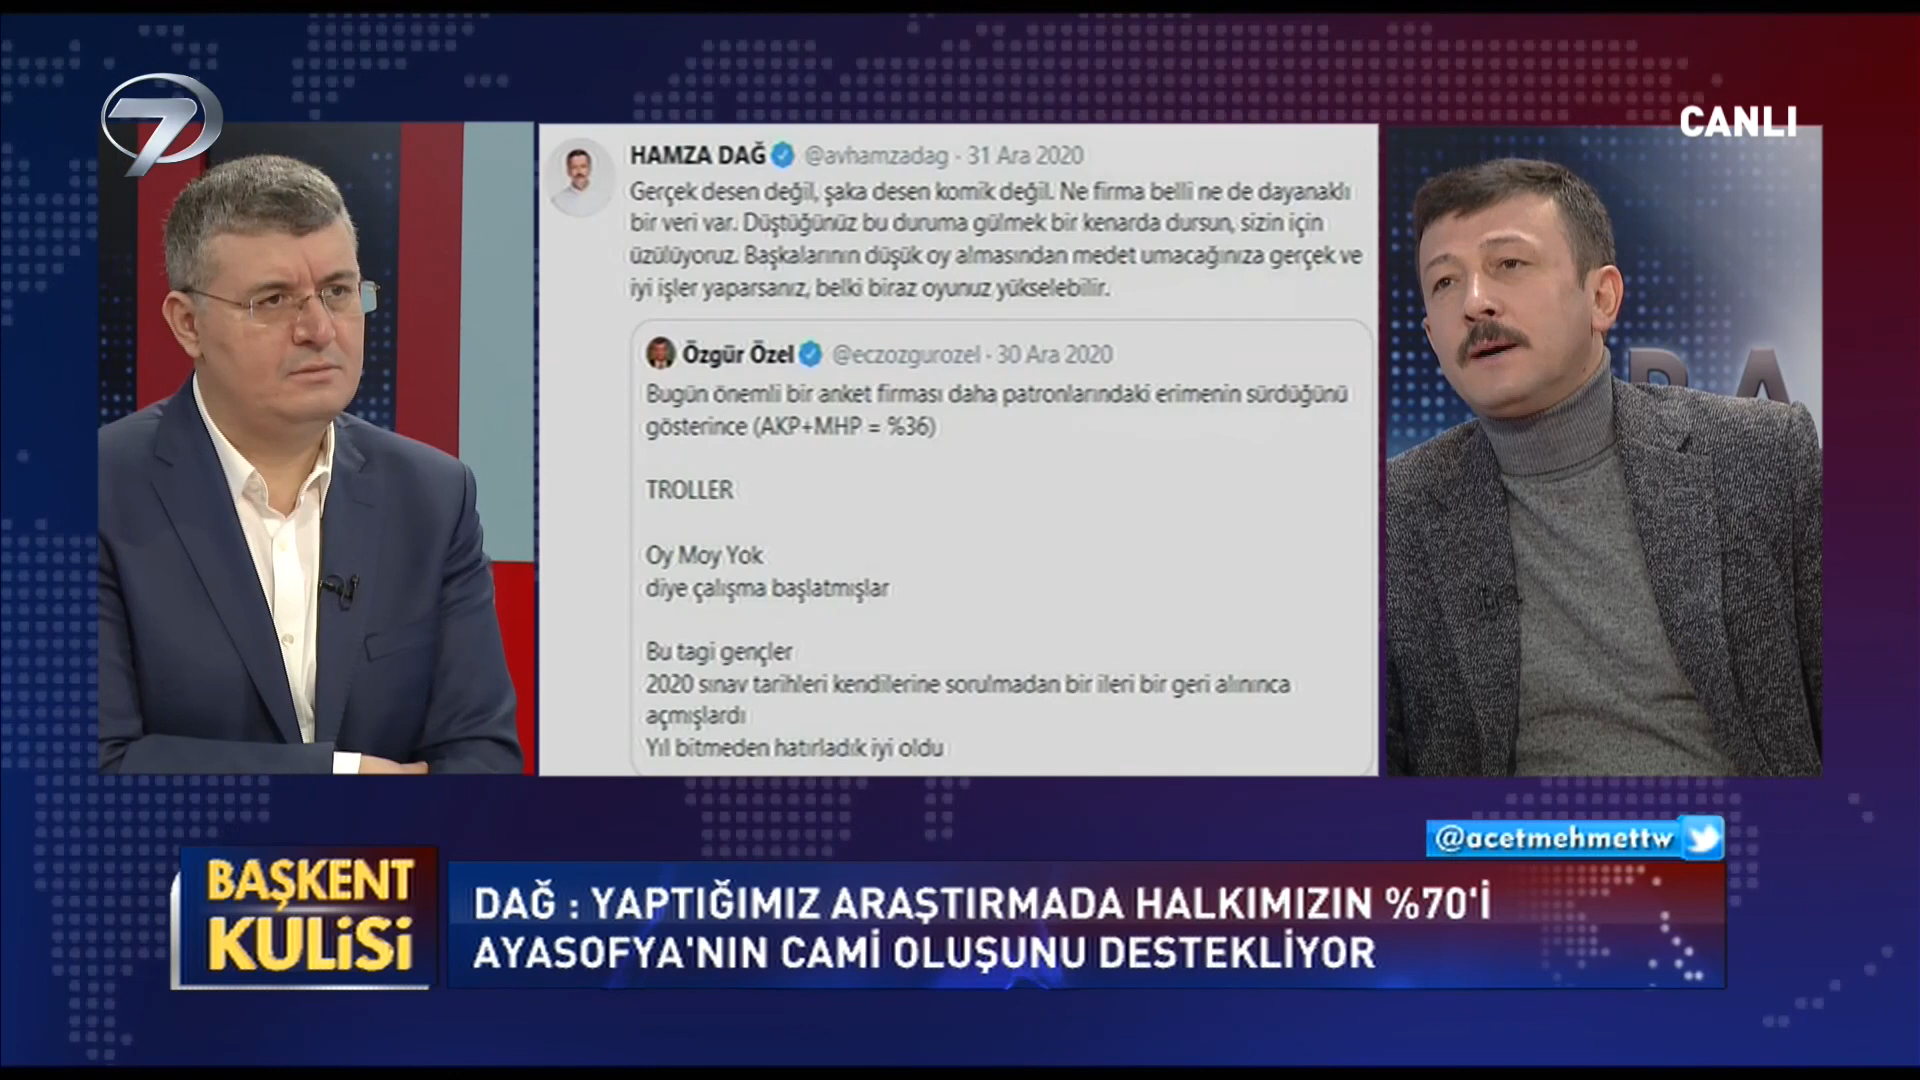 7
CANLI
HAMZA DAĞ @avhamzadag · 31 Ara 2020
Gerçek desen değil, şaka desen komik değil. Ne firma belli ne de dayanaklı
bir veri var. Düştüğünüz bu duruma gülmek bir kenarda dursun, sizin için
üzülüyoruz. Başkalarının düşük oy almasından medet umacağınıza gerçek ve
iyi işler yaparsanız, belki biraz oyunuz yükselebilir.
Özgür Özel @eczozgurozel · 30 Ara 2020
Bugün önemli bir anket firması daha patronlarındaki erimenin sürdüğünü
gösterince (AKP+MHP = %36)
TROLLER
Oy Moy Yok
diye çalışma başlatmışlar
Bu tagi gençler
2020 sınav tarihleri kendilerine sorulmadan bir ileri bir geri alınınca
açmışlardı
Yıl bitmeden hatırladık iyi oldu
RA
@acetmehmettw
BAŞKENT
KULİSİ
DAĞ : YAPTIĞIMIZ ARAŞTIRMADA HALKIMIZIN %70'İ
AYASOFYA'NIN CAMİ OLUŞUNU DESTEKLİYOR